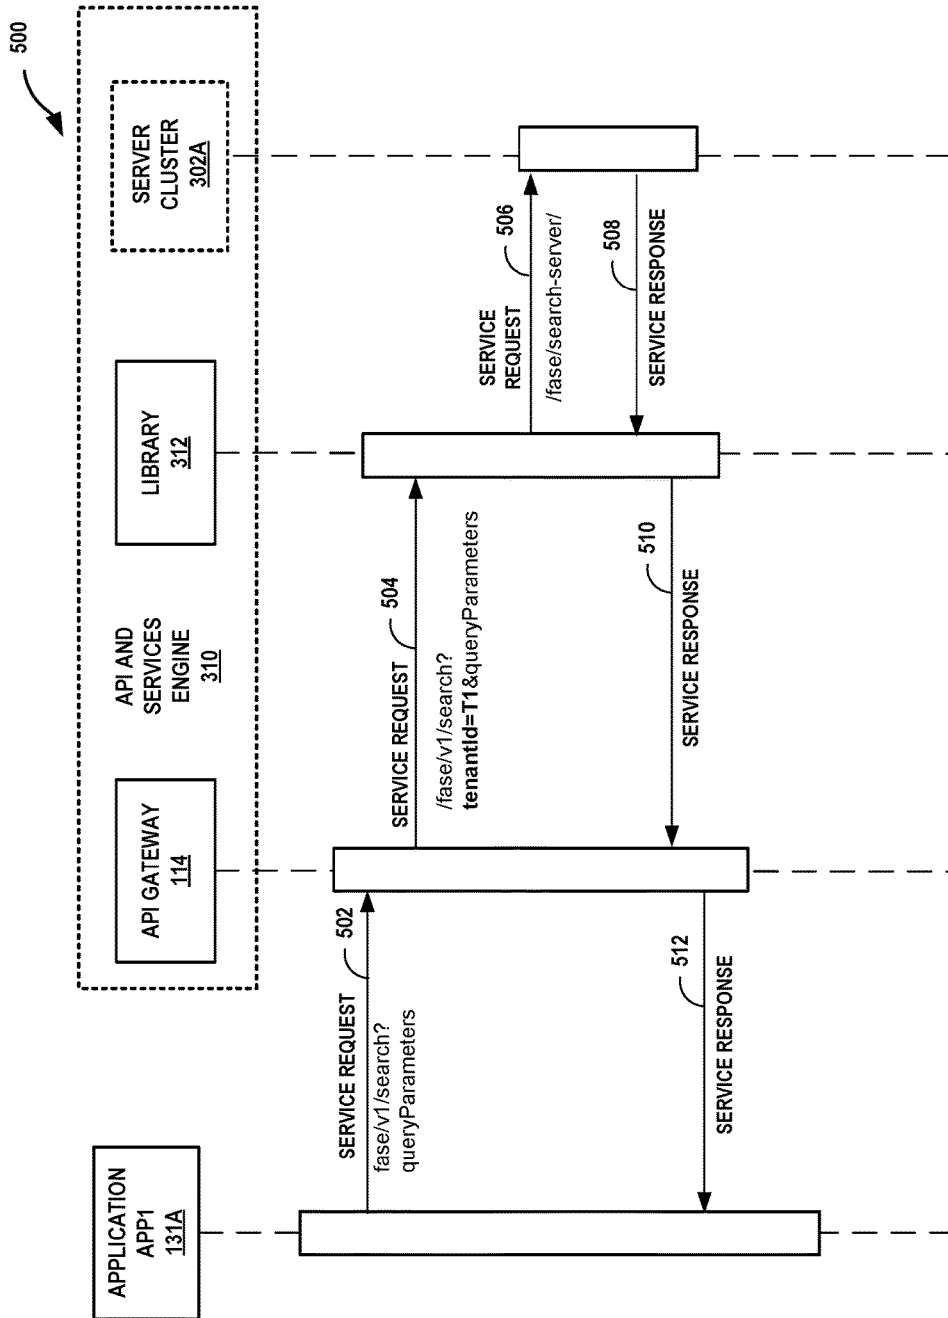 500
APPLICATION
APP1
131A
API GATEWAY
114
API AND
SERVICES
ENGINE
310
LIBRARY
312
SERVER
CLUSTER
302A
SERVICE REQUEST
502
fase/v1/search?
queryParameters
SERVICE REQUEST
504
/fase/v1/search?
tenantId=T1&queryParameters
SERVICE
REQUEST
506
/fase/search-server/
508
SERVICE RESPONSE
510
SERVICE RESPONSE
512
SERVICE RESPONSE